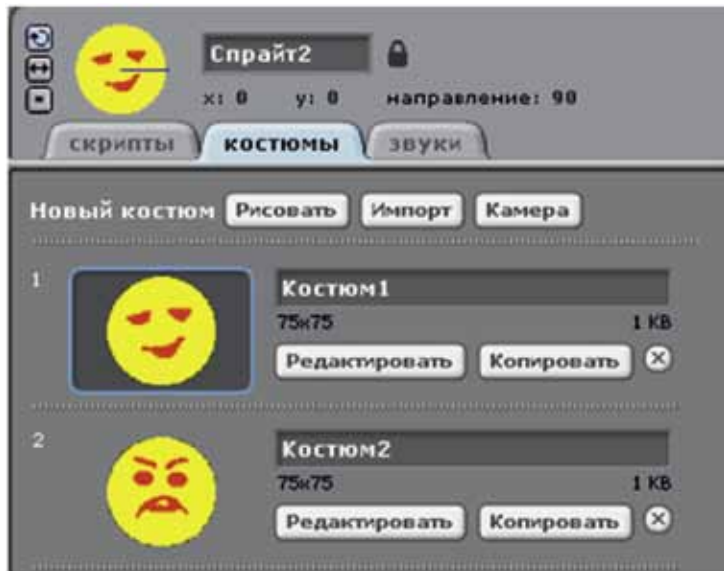 Спрайт2
x: 0 y: 0 направление: 90
скрипты костюмы звуки
Новый костюм Рисовать Импорт Камера
1
Костюм1
75x75 1 KB
Редактировать Копировать
2
Костюм2
75x75 1 KB
Редактировать Копировать